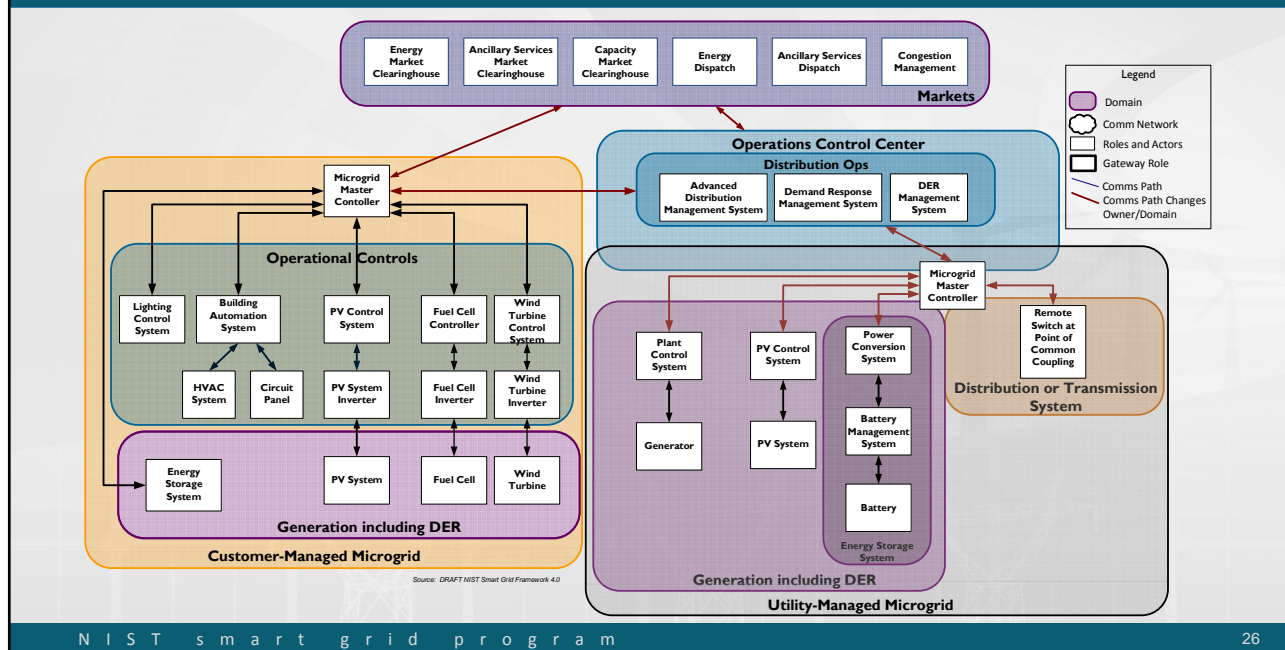 Energy
Market
Clearinghouse
Ancillary Services
Market
Clearinghouse
Capacity
Market
Clearinghouse
Energy
Dispatch
Ancillary Services
Dispatch
Congestion
Management
Markets
Legend
Domain
Comm Network
Roles and Actors
Gateway Role
Comms Path
Comms Path Changes
Owner/Domain
Operations Control Center
Distribution Ops
Advanced
Distribution
Management System
Demand Response
Management System
DER
Management
System
Microgrid
Master
Contoller
Operational Controls
Lighting
Control
System
Building
Automation
System
PV Control
System
Fuel Cell
Controller
Wind
Turbine
Control
System
HVAC
System
Circuit
Panel
PV System
Inverter
Fuel Cell
Inverter
Wind
Turbine
Inverter
Energy
Storage
System
PV System
Fuel Cell
Wind
Turbine
Generation including DER
Customer-Managed Microgrid
Source: DRAFT NIST Smart Grid Framework 4.0
Microgrid
Master
Controller
Plant
Control
System
PV Control
System
Power
Conversion
System
Remote
Switch at
Point of
Common
Coupling
Distribution or Transmission
System
Generator
PV System
Battery
Management
System
Battery
Energy Storage
System
Generation including DER
Utility-Managed Microgrid
NIST smart grid program
26